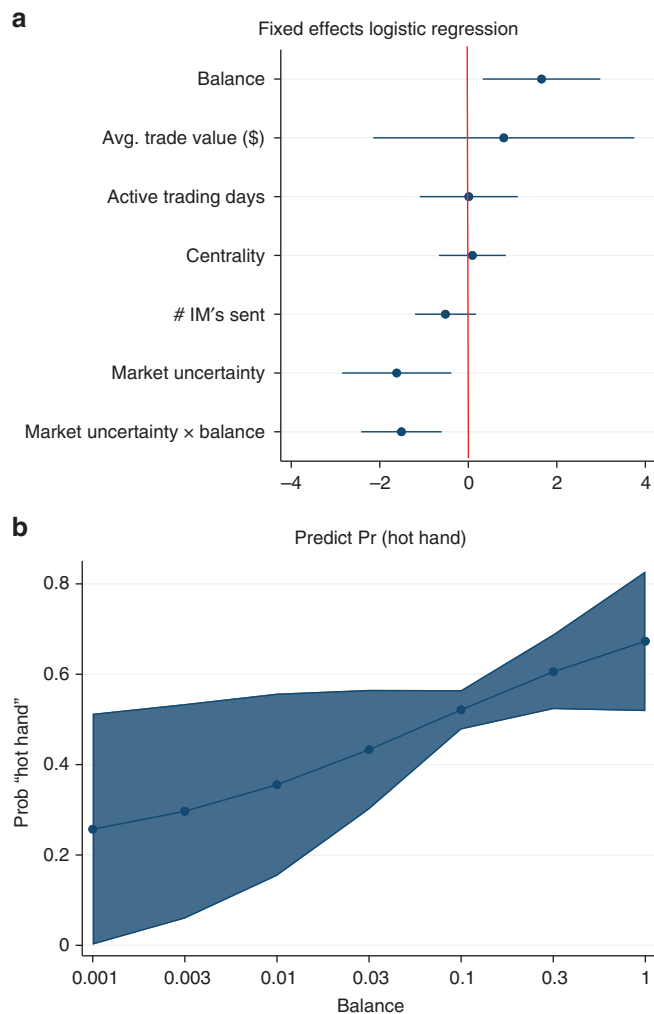 a
Fixed effects logistic regression
Balance
Avg. trade value ($)
Active trading days
Centrality
# IM′s sent
Market uncertainty
Market uncertainty × balance
–4 –2 0 2 4
b
Predict Pr (hot hand)
Prob “hot hand”
0.8
0.6
0.4
0.2
0
0.001 0.003 0.01 0.03 0.1 0.3 1
Balance